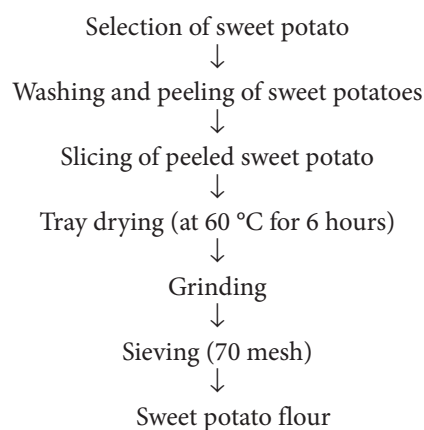 Selection of sweet potato
↓
Washing and peeling of sweet potatoes
↓
Slicing of peeled sweet potato
↓
Tray drying (at 60 °C for 6 hours)
↓
Grinding
↓
Sieving (70 mesh)
↓
Sweet potato flour